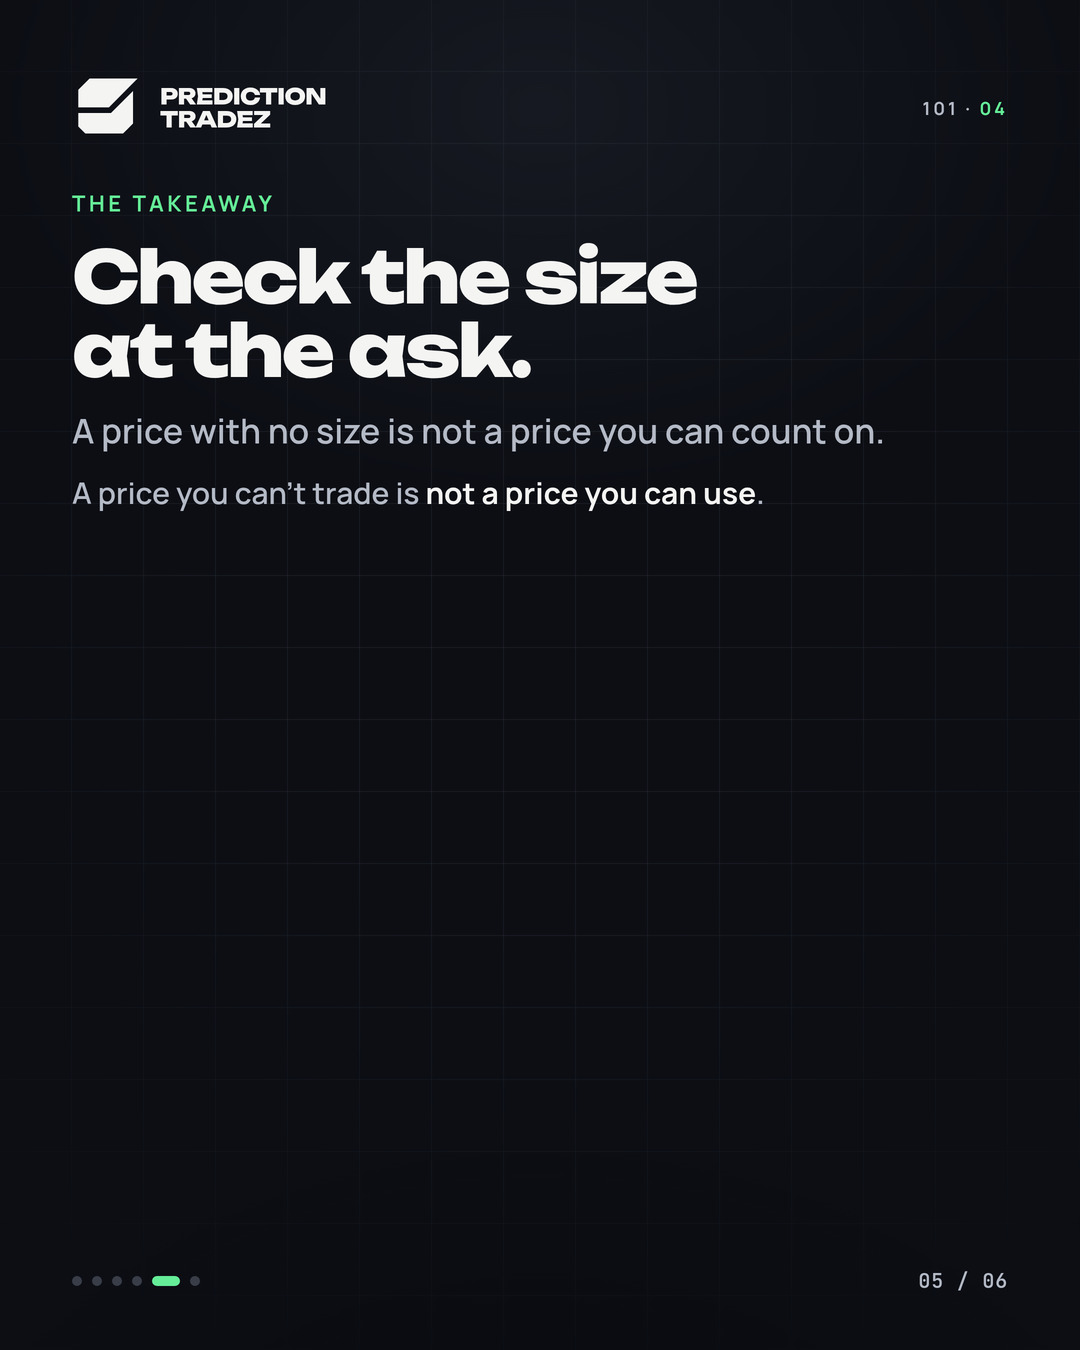 PREDICTION
TRADEZ
101 · 04
THE TAKEAWAY
Check the size
at the ask.
A price with no size is not a price you can count on.
A price you can’t trade is not a price you can use.
05 / 06